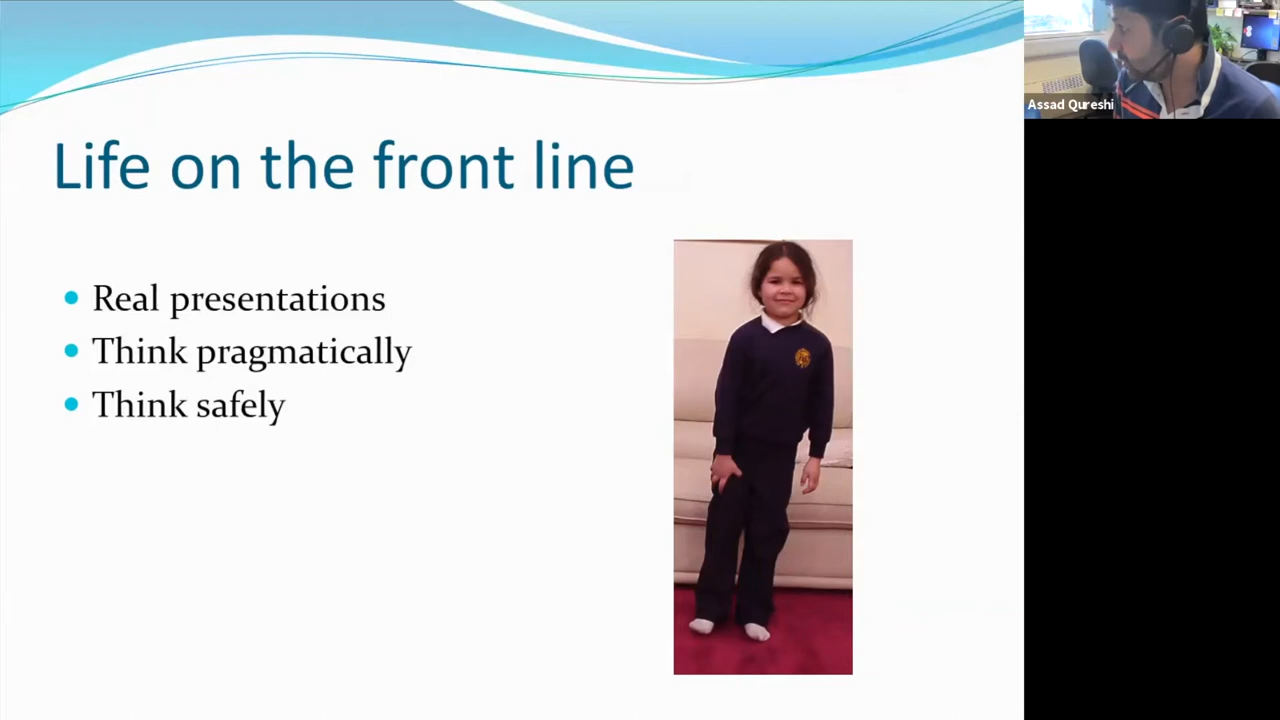 Life on the front line
Real presentations
Think pragmatically
Think safely
Assad Qureshi